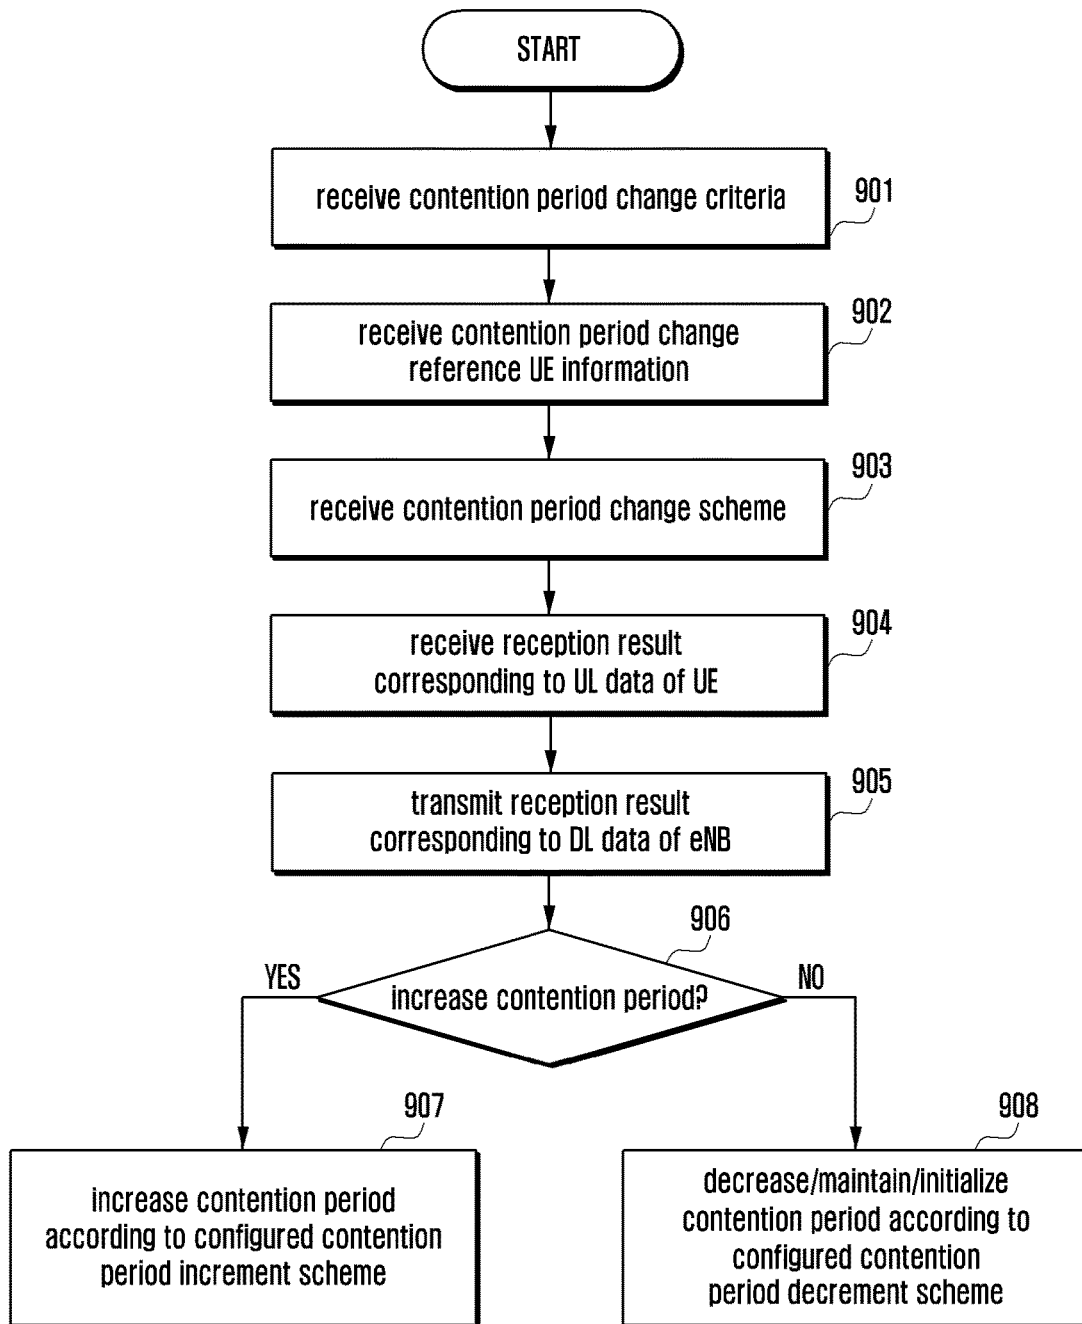 START
receive contention period change criteria
901
902
receive contention period change
reference UE information
903
receive contention period change scheme
904
receive reception result
corresponding to UL data of UE
905
transmit reception result
corresponding to DL data of eNB
906
YES
NO
increase contention period?
907
908
increase contention period
according to configured contention
period increment scheme
decrease/maintain/initialize
contention period according to
configured contention
period decrement scheme